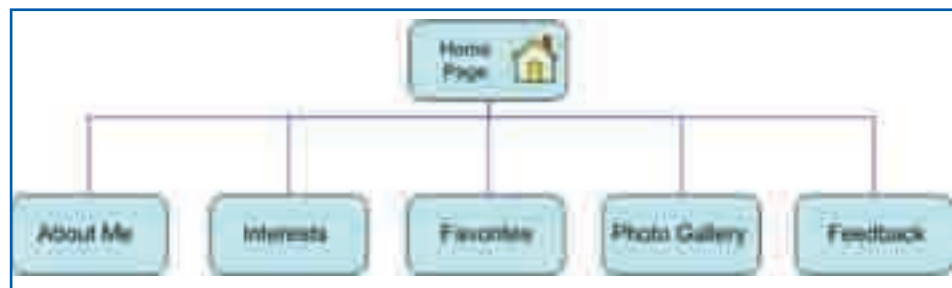 Home
Page
About Me
Interests
Favorites
Photo Gallery
Feedback